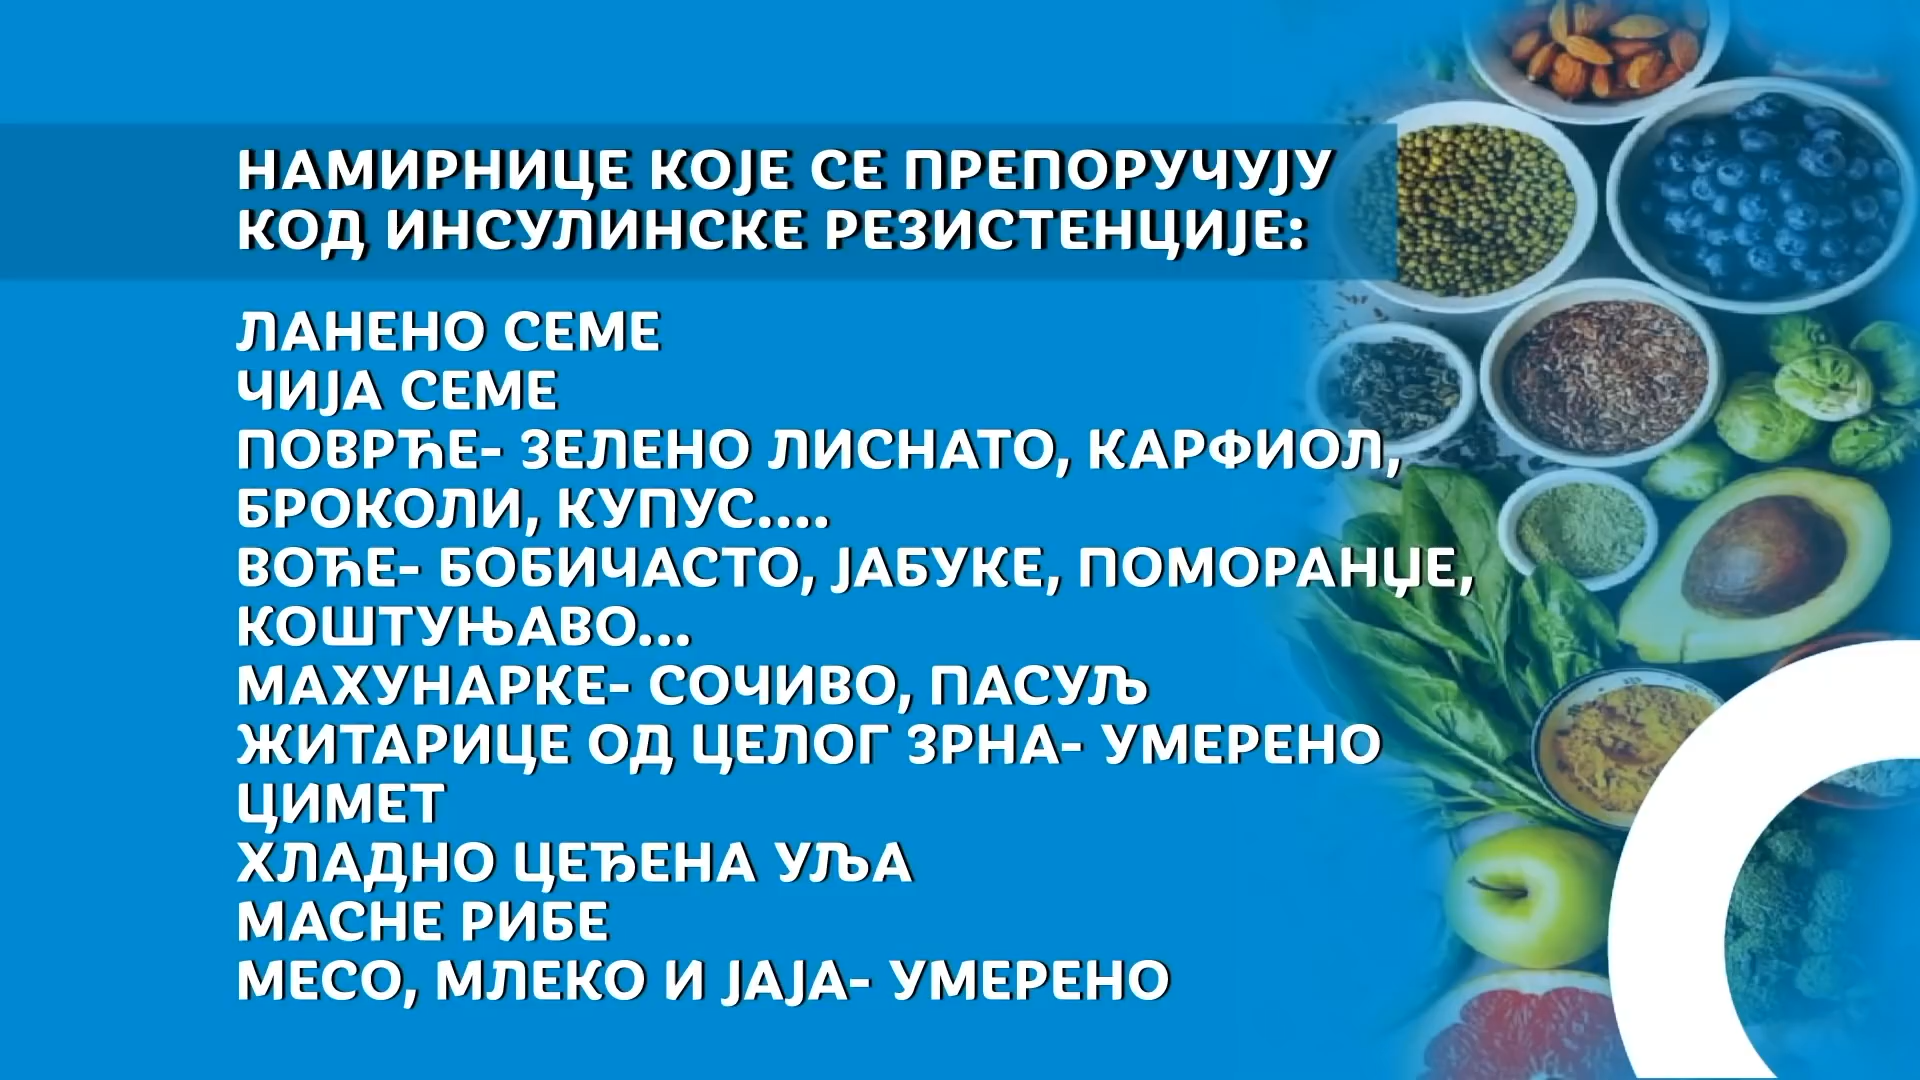 НАМИРНИЦЕ КОЈЕ СЕ ПРЕПОРУЧУЈУ
КОД ИНСУЛИНСКЕ РЕЗИСТЕНЦИЈЕ:
ЛАНЕНО СЕМЕ
ЧИЈА СЕМЕ
ПОВРЋЕ- ЗЕЛЕНО ЛИСНАТО, КАРФИОЛ,
БРОКОЛИ, КУПУС....
ВОЋЕ- БОБИЧАСТО, ЈАБУКЕ, ПОМОРАНЏЕ,
КОШТУЊАВО...
МАХУНАРКЕ- СОЧИВО, ПАСУЉ
ЖИТАРИЦЕ ОД ЦЕЛОГ ЗРНА- УМЕРЕНО
ЦИМЕТ
ХЛАДНО ЦЕЂЕНА УЉА
МАСНЕ РИБЕ
МЕСО, МЛЕКО И ЈАЈА- УМЕРЕНО